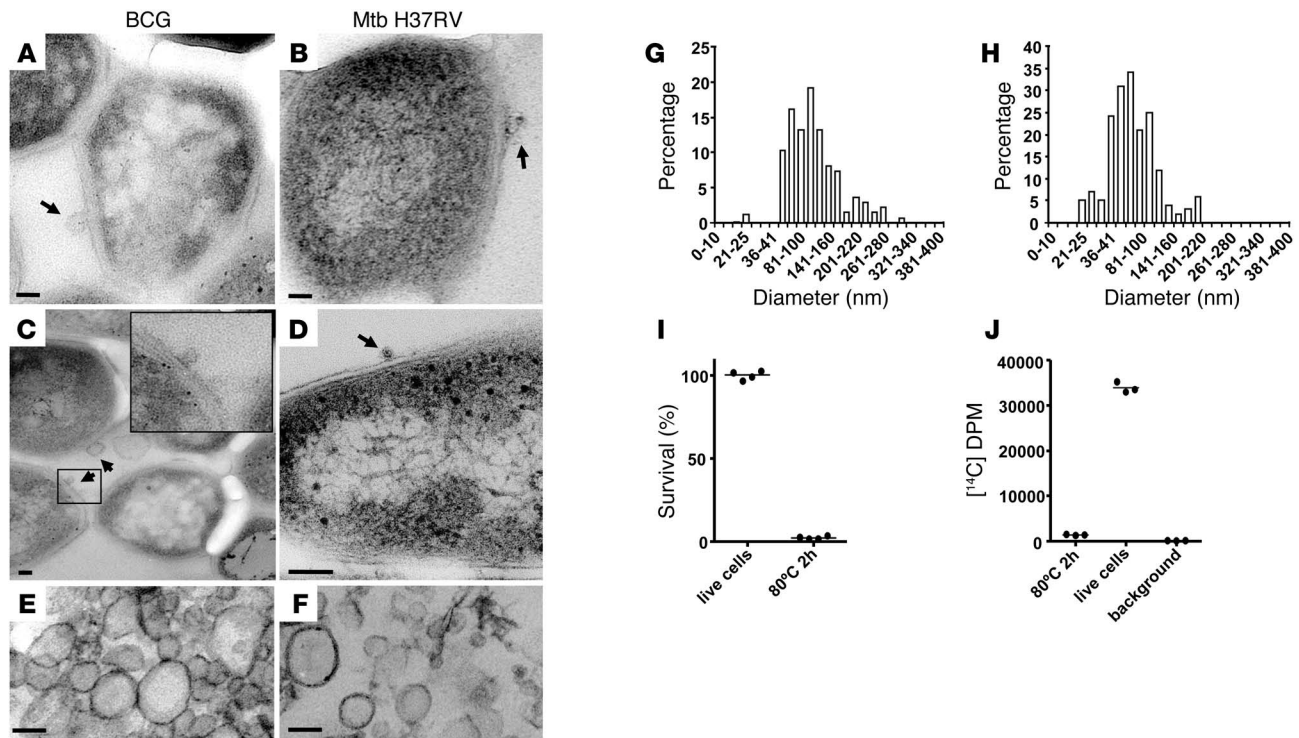 BCG
Mtb H37RV
A
B
C
D
E
F
G
25
20
15
10
5
0
Percentage
0-10
21-25
36-41
81-100
141-160
201-220
261-280
321-340
381-400
Diameter (nm)
H
40
35
30
25
20
15
10
5
0
Percentage
0-10
21-25
36-41
81-100
141-160
201-220
261-280
321-340
381-400
Diameter (nm)
I
100
50
0
Survival (%)
live cells
80ºC 2h
J
40000
30000
20000
10000
0
[¹⁴C] DPM
80ºC 2h
live cells
background